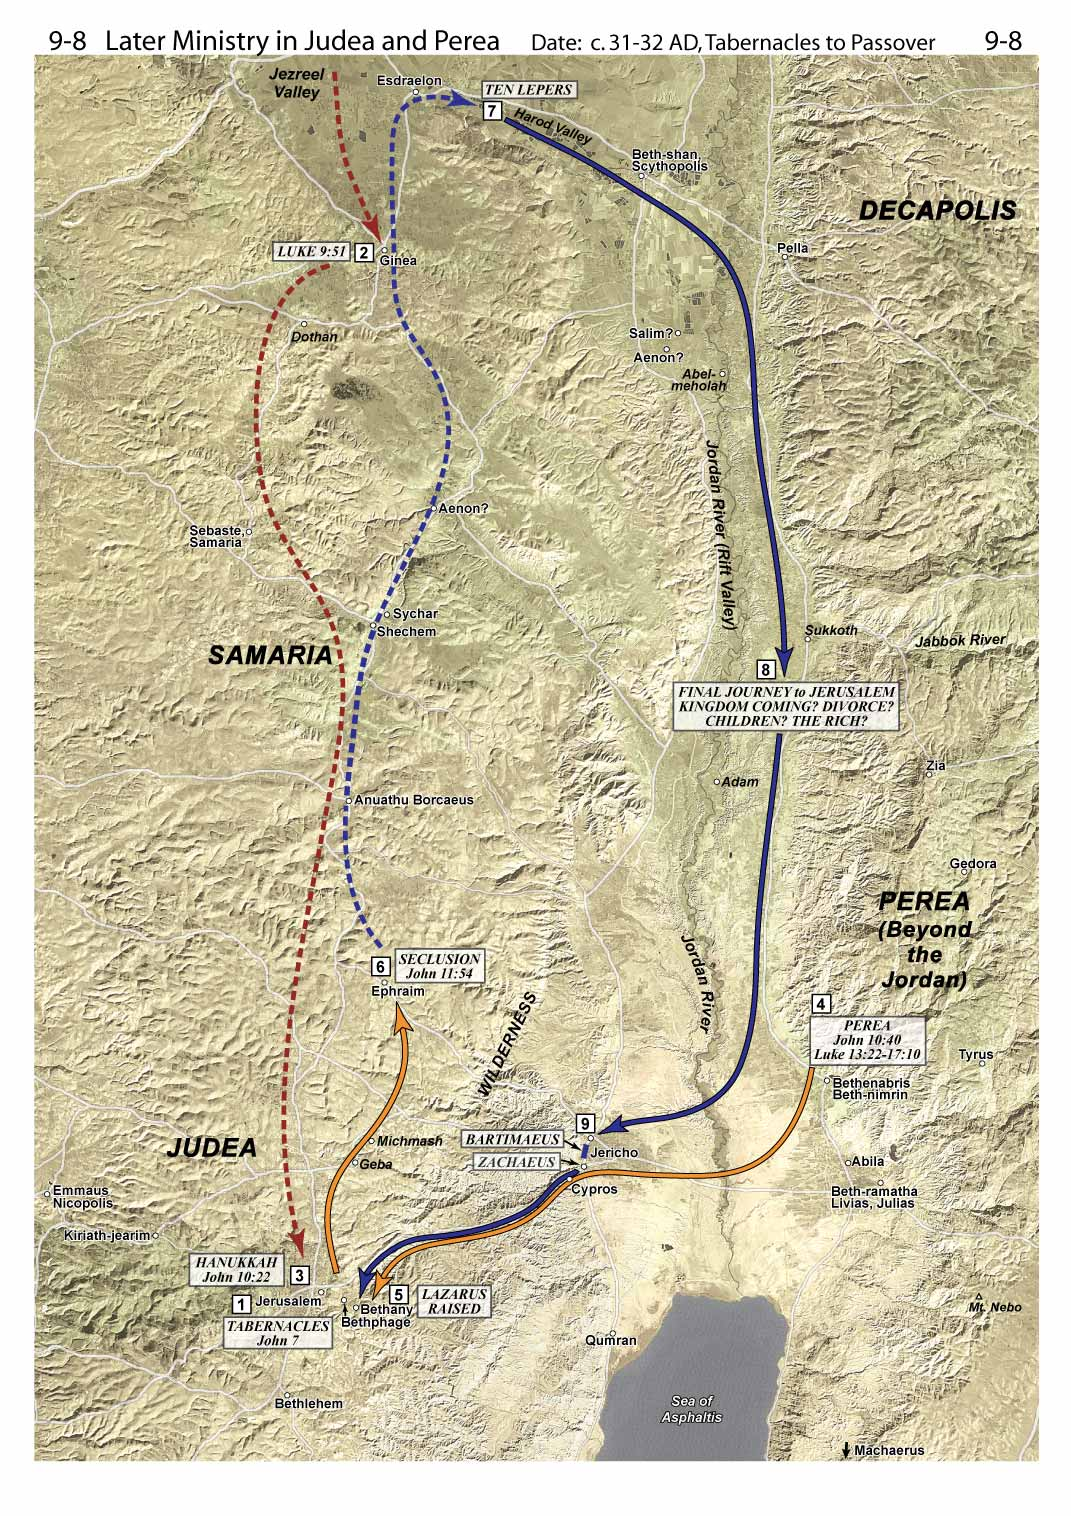 9-8 Later Ministry in Judea and Perea Date: c. 31-32 AD, Tabernacles to Passover 9-8
Jezreel
Valley
Esdraelon
TEN LEPERS
7
Harod Valley
Beth-shan,
Scythopolis
DECAPOLIS
LUKE 9:51
2
Ginea
Pella
Dothan
Salim?
Aenon?
Abel-
meholah
Jordan River (Rift Valley)
Aenon?
Sebaste,
Samaria
Sychar
Shechem
SAMARIA
Sukkoth
Jabbok River
8
FINAL JOURNEY to JERUSALEM
KINGDOM COMING? DIVORCE?
CHILDREN? THE RICH?
Zia
Adam
Anuathu Borcaeus
Gedora
PEREA
(Beyond
the
Jordan)
6
SECLUSION
John 11:54
Ephraim
Jordan River
WILDERNESS
4
PEREA
John 10:40
Luke 13:22-17:10
Tyrus
Bethenabris
Beth-nimrin
9
BARTIMAEUS
Jericho
ZACHAEUS
Cypros
JUDEA
Michmash
Geba
Abila
Beth-ramatha
Livias, Julias
Emmaus
Nicopolis
Kiriath-jearim
HANUKKAH
John 10:22
3
1
Jerusalem
TABERNACLES
John 7
5
LAZARUS
RAISED
Bethany
Bethphage
Mt. Nebo
Qumran
Bethlehem
Sea of
Asphaltis
Machaerus